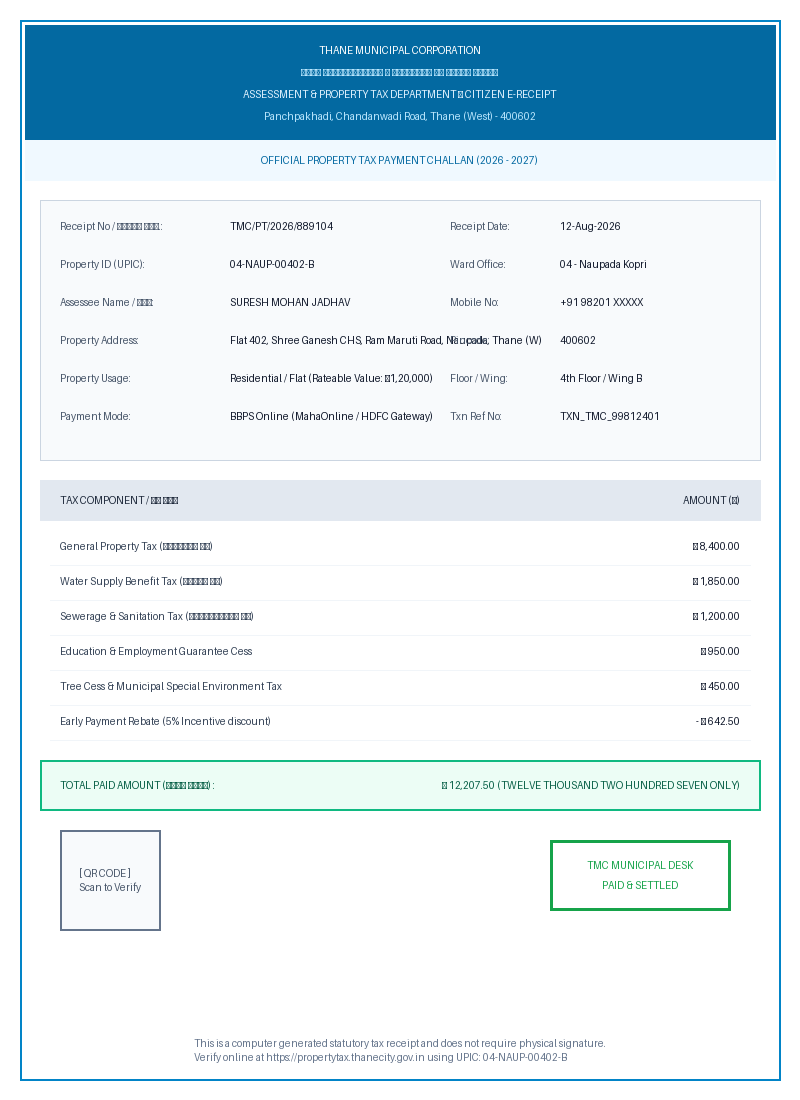 THANE MUNICIPAL CORPORATION
ASSESSMENT & PROPERTY TAX DEPARTMENT CITIZEN E-RECEIPT
Panchpakhadi, Chandanwadi Road, Thane (West) - 400602
OFFICIAL PROPERTY TAX PAYMENT CHALLAN (2026 - 2027)
Receipt No / : TMC/PT/2026/889104 Receipt Date: 12-Aug-2026
Property ID (UPIC): 04-NAUP-00402-B Ward Office: 04 - Naupada Kopri
Assessee Name / : SURESH MOHAN JADHAV Mobile No: +91 98201 XXXXX
Property Address: Flat 402, Shree Ganesh CHS, Ram Maruti Road, Naupada, Thane (W) 400602
Property Usage: Residential / Flat (Rateable Value: 1,20,000) Floor / Wing: 4th Floor / Wing B
Payment Mode: BBPS Online (MahaOnline / HDFC Gateway) Txn Ref No: TXN_TMC_99812401
TAX COMPONENT / AMOUNT ()
General Property Tax () 8,400.00
Water Supply Benefit Tax () 1,850.00
Sewerage & Sanitation Tax () 1,200.00
Education & Employment Guarantee Cess 950.00
Tree Cess & Municipal Special Environment Tax 450.00
Early Payment Rebate (5% Incentive discount) - 642.50
TOTAL PAID AMOUNT () : 12,207.50 (TWELVE THOUSAND TWO HUNDRED SEVEN ONLY)
[QR CODE]
Scan to Verify
TMC MUNICIPAL DESK
PAID & SETTLED
This is a computer generated statutory tax receipt and does not require physical signature.
Verify online at https://propertytax.thanecity.gov.in using UPIC: 04-NAUP-00402-B